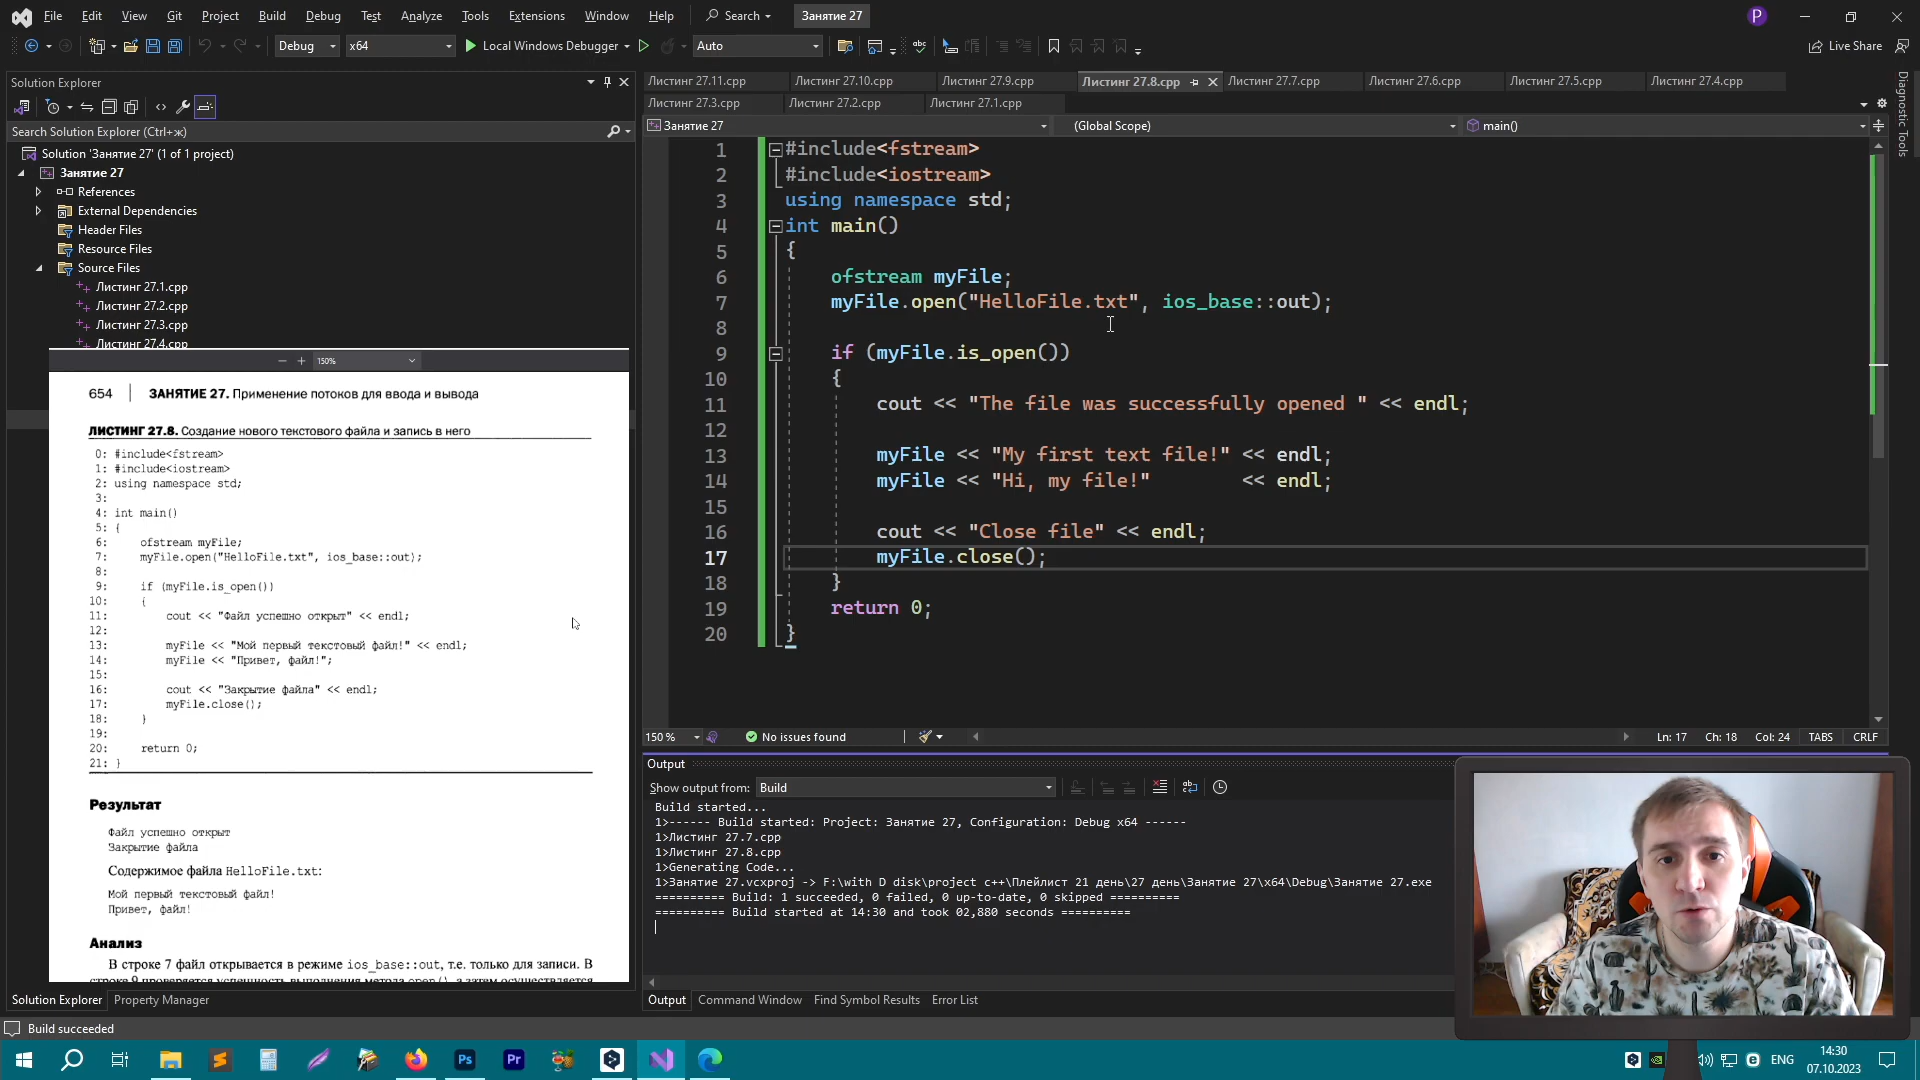 File Edit View Git Project Build Debug Test Analyze Tools Extensions Window Help Search Занятие 27 P
Debug x64 Local Windows Debugger Auto Live Share
Solution Explorer
Search Solution Explorer (Ctrl+ж)
Solution 'Занятие 27' (1 of 1 project)
Занятие 27
References
External Dependencies
Header Files
Resource Files
Source Files
Листинг 27.1.cpp
Листинг 27.2.cpp
Листинг 27.3.cpp
Листинг 27.4.cpp
150%
654 ЗАНЯТИЕ 27. Применение потоков для ввода и вывода
ЛИСТИНГ 27.8. Создание нового текстового файла и запись в него
0: #include<fstream>
1: #include<iostream>
2: using namespace std;
3:
4: int main()
5: {
6: ofstream myFile;
7: myFile.open("HelloFile.txt", ios_base::out);
8:
9: if (myFile.is_open())
10: {
11: cout << "Файл успешно открыт" << endl;
12:
13: myFile << "Мой первый текстовый файл!" << endl;
14: myFile << "Привет, файл!";
15:
16: cout << "Закрытие файла" << endl;
17: myFile.close();
18: }
19:
20: return 0;
21: }
Результат
Файл успешно открыт
Закрытие файла
Содержимое файла HelloFile.txt:
Мой первый текстовый файл!
Привет, файл!
Анализ
В строке 7 файл открывается в режиме ios_base::out, т.е. только для записи. В
Solution Explorer Property Manager
Листинг 27.11.cpp Листинг 27.10.cpp Листинг 27.9.cpp Листинг 27.8.cpp Листинг 27.7.cpp Листинг 27.6.cpp Листинг 27.5.cpp Листинг 27.4.cpp
Листинг 27.3.cpp Листинг 27.2.cpp Листинг 27.1.cpp
Занятие 27 (Global Scope) main()
Diagnostic Tools
1 #include<fstream>
2 #include<iostream>
3 using namespace std;
4 int main()
5 {
6 ofstream myFile;
7 myFile.open("HelloFile.txt", ios_base::out);
8
9 if (myFile.is_open())
10 {
11 cout << "The file was successfully opened " << endl;
12
13 myFile << "My first text file!" << endl;
14 myFile << "Hi, my file!" << endl;
15
16 cout << "Close file" << endl;
17 myFile.close();
18 }
19 return 0;
20 }
150 % No issues found Ln: 17 Ch: 18 Col: 24 TABS CRLF
Output
Show output from: Build
Build started...
1>------ Build started: Project: Занятие 27, Configuration: Debug x64 ------
1>Листинг 27.7.cpp
1>Листинг 27.8.cpp
1>Generating Code...
1>Занятие 27.vcxproj -> F:\with D disk\project c++\Плейлист 21 день\27 день\Занятие 27\x64\Debug\Занятие 27.exe
========== Build: 1 succeeded, 0 failed, 0 up-to-date, 0 skipped ==========
========== Build started at 14:30 and took 02,880 seconds ==========
Output Command Window Find Symbol Results Error List
Build succeeded
Ps Pr ENG 14:30
07.10.2023